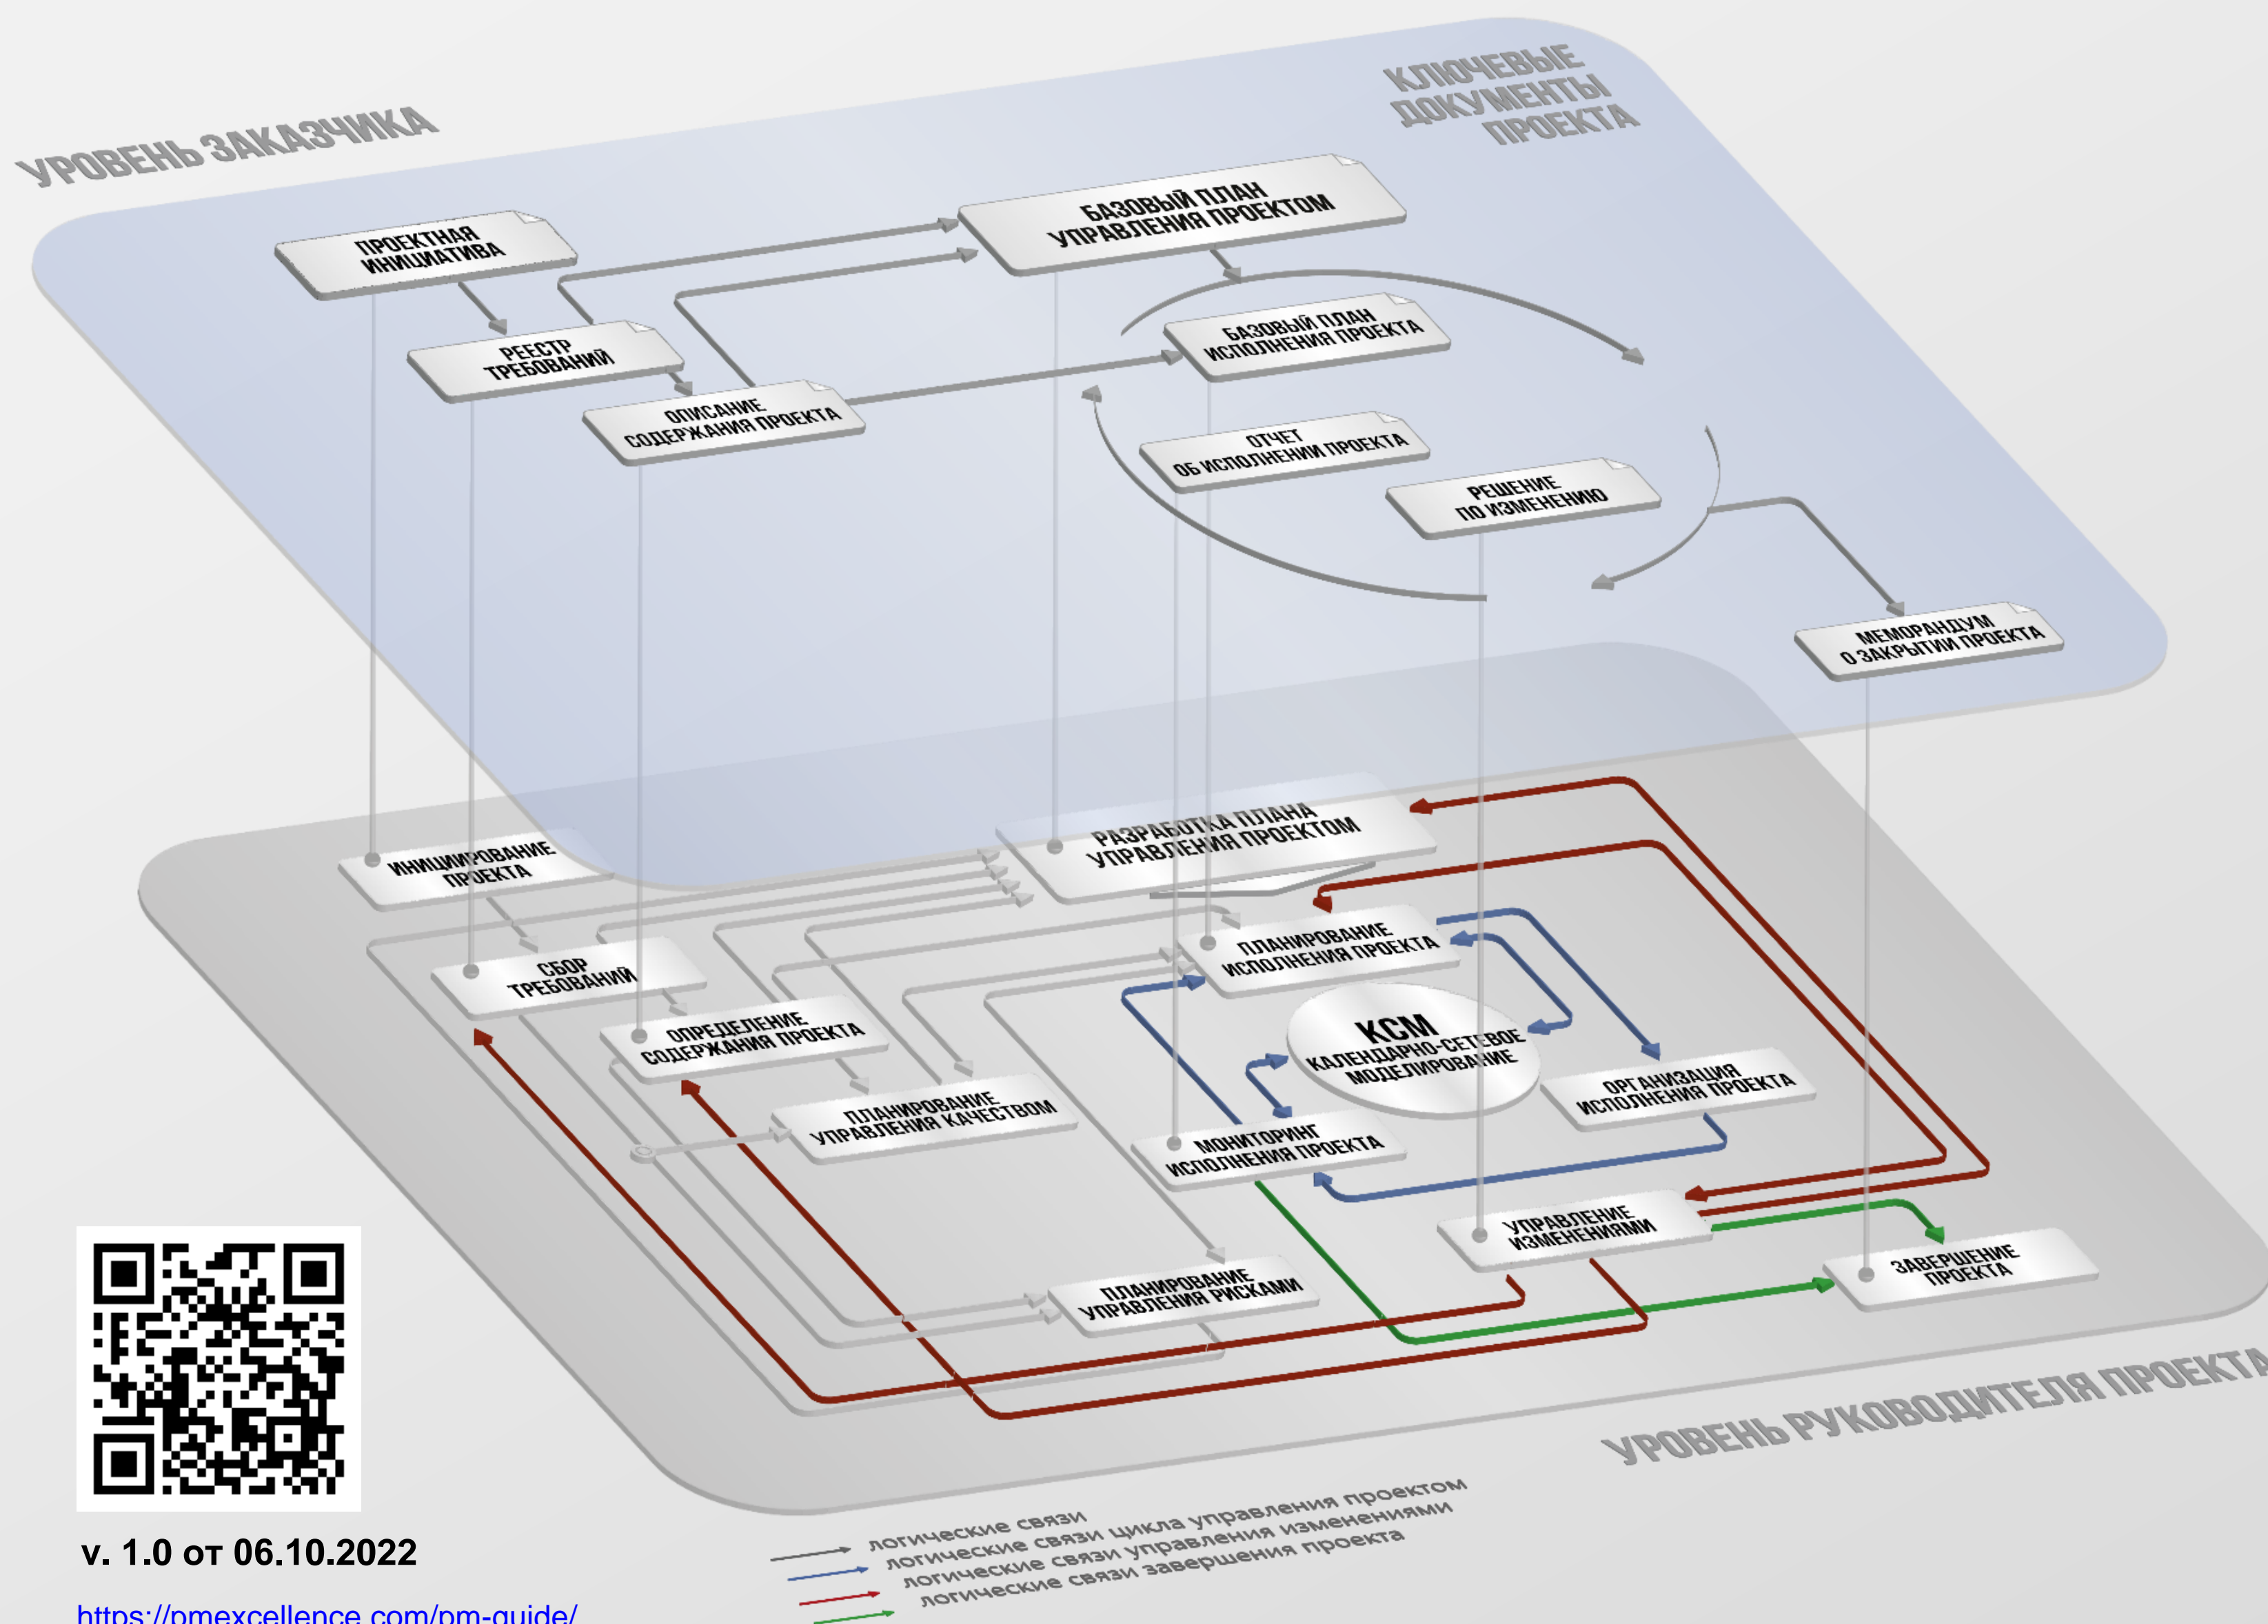 УРОВЕНЬ ЗАКАЗЧИКА
КЛЮЧЕВЫЕ
ДОКУМЕНТЫ
ПРОЕКТА
ПРОЕКТНАЯ
ИНИЦИАТИВА
БАЗОВЫЙ ПЛАН
УПРАВЛЕНИЯ ПРОЕКТОМ
РЕЕСТР
ТРЕБОВАНИЙ
БАЗОВЫЙ ПЛАН
ИСПОЛНЕНИЯ ПРОЕКТА
ОПИСАНИЕ
СОДЕРЖАНИЯ ПРОЕКТА
ОТЧЕТ
ОБ ИСПОЛНЕНИИ ПРОЕКТА
РЕШЕНИЕ
ПО ИЗМЕНЕНИЮ
МЕМОРАНДУМ
О ЗАКРЫТИИ ПРОЕКТА
ИНИЦИИРОВАНИЕ
ПРОЕКТА
РАЗРАБОТКА ПЛАНА
УПРАВЛЕНИЯ ПРОЕКТОМ
СБОР
ТРЕБОВАНИЙ
ПЛАНИРОВАНИЕ
ИСПОЛНЕНИЯ ПРОЕКТА
ОПРЕДЕЛЕНИЕ
СОДЕРЖАНИЯ ПРОЕКТА
КСМ
КАЛЕНДАРНО-СЕТЕВОЕ
МОДЕЛИРОВАНИЕ
ОРГАНИЗАЦИЯ
ИСПОЛНЕНИЯ ПРОЕКТА
ПЛАНИРОВАНИЕ
УПРАВЛЕНИЯ КАЧЕСТВОМ
МОНИТОРИНГ
ИСПОЛНЕНИЯ ПРОЕКТА
УПРАВЛЕНИЕ
ИЗМЕНЕНИЯМИ
ЗАВЕРШЕНИЕ
ПРОЕКТА
ПЛАНИРОВАНИЕ
УПРАВЛЕНИЯ РИСКАМИ
УРОВЕНЬ РУКОВОДИТЕЛЯ ПРОЕКТА
логические связи
логические связи цикла управления проектом
логические связи управления изменениями
логические связи завершения проекта
v. 1.0 от 06.10.2022
https://pmexcellence.com/pm-guide/